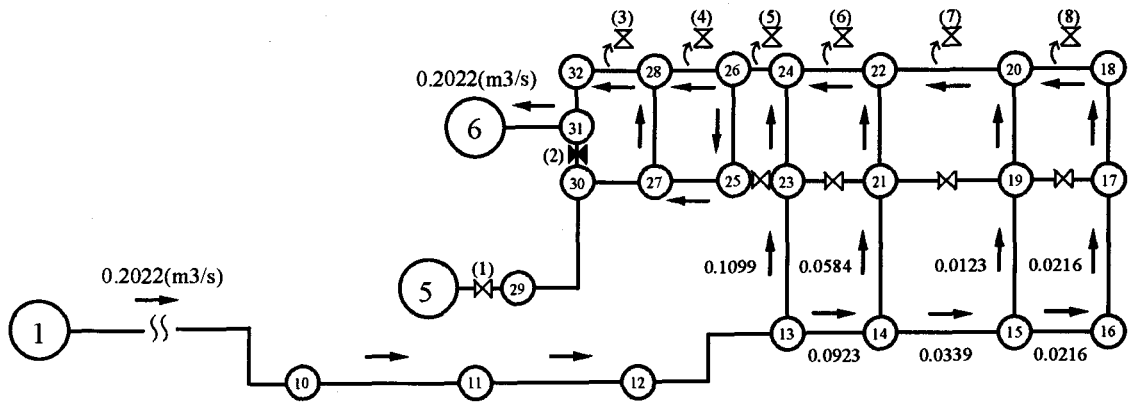 (3) (4) (5) (6) (7) (8)
32 28 26 24 22 20 18
0.2022(m3/s)
6 31
(2)
30 27 25 23 21 19 17
0.1099 0.0584 0.0123 0.0216
0.2022(m3/s)
(1)
5 29
1 13 14 15 16
0.0923 0.0339 0.0216
10 11 12